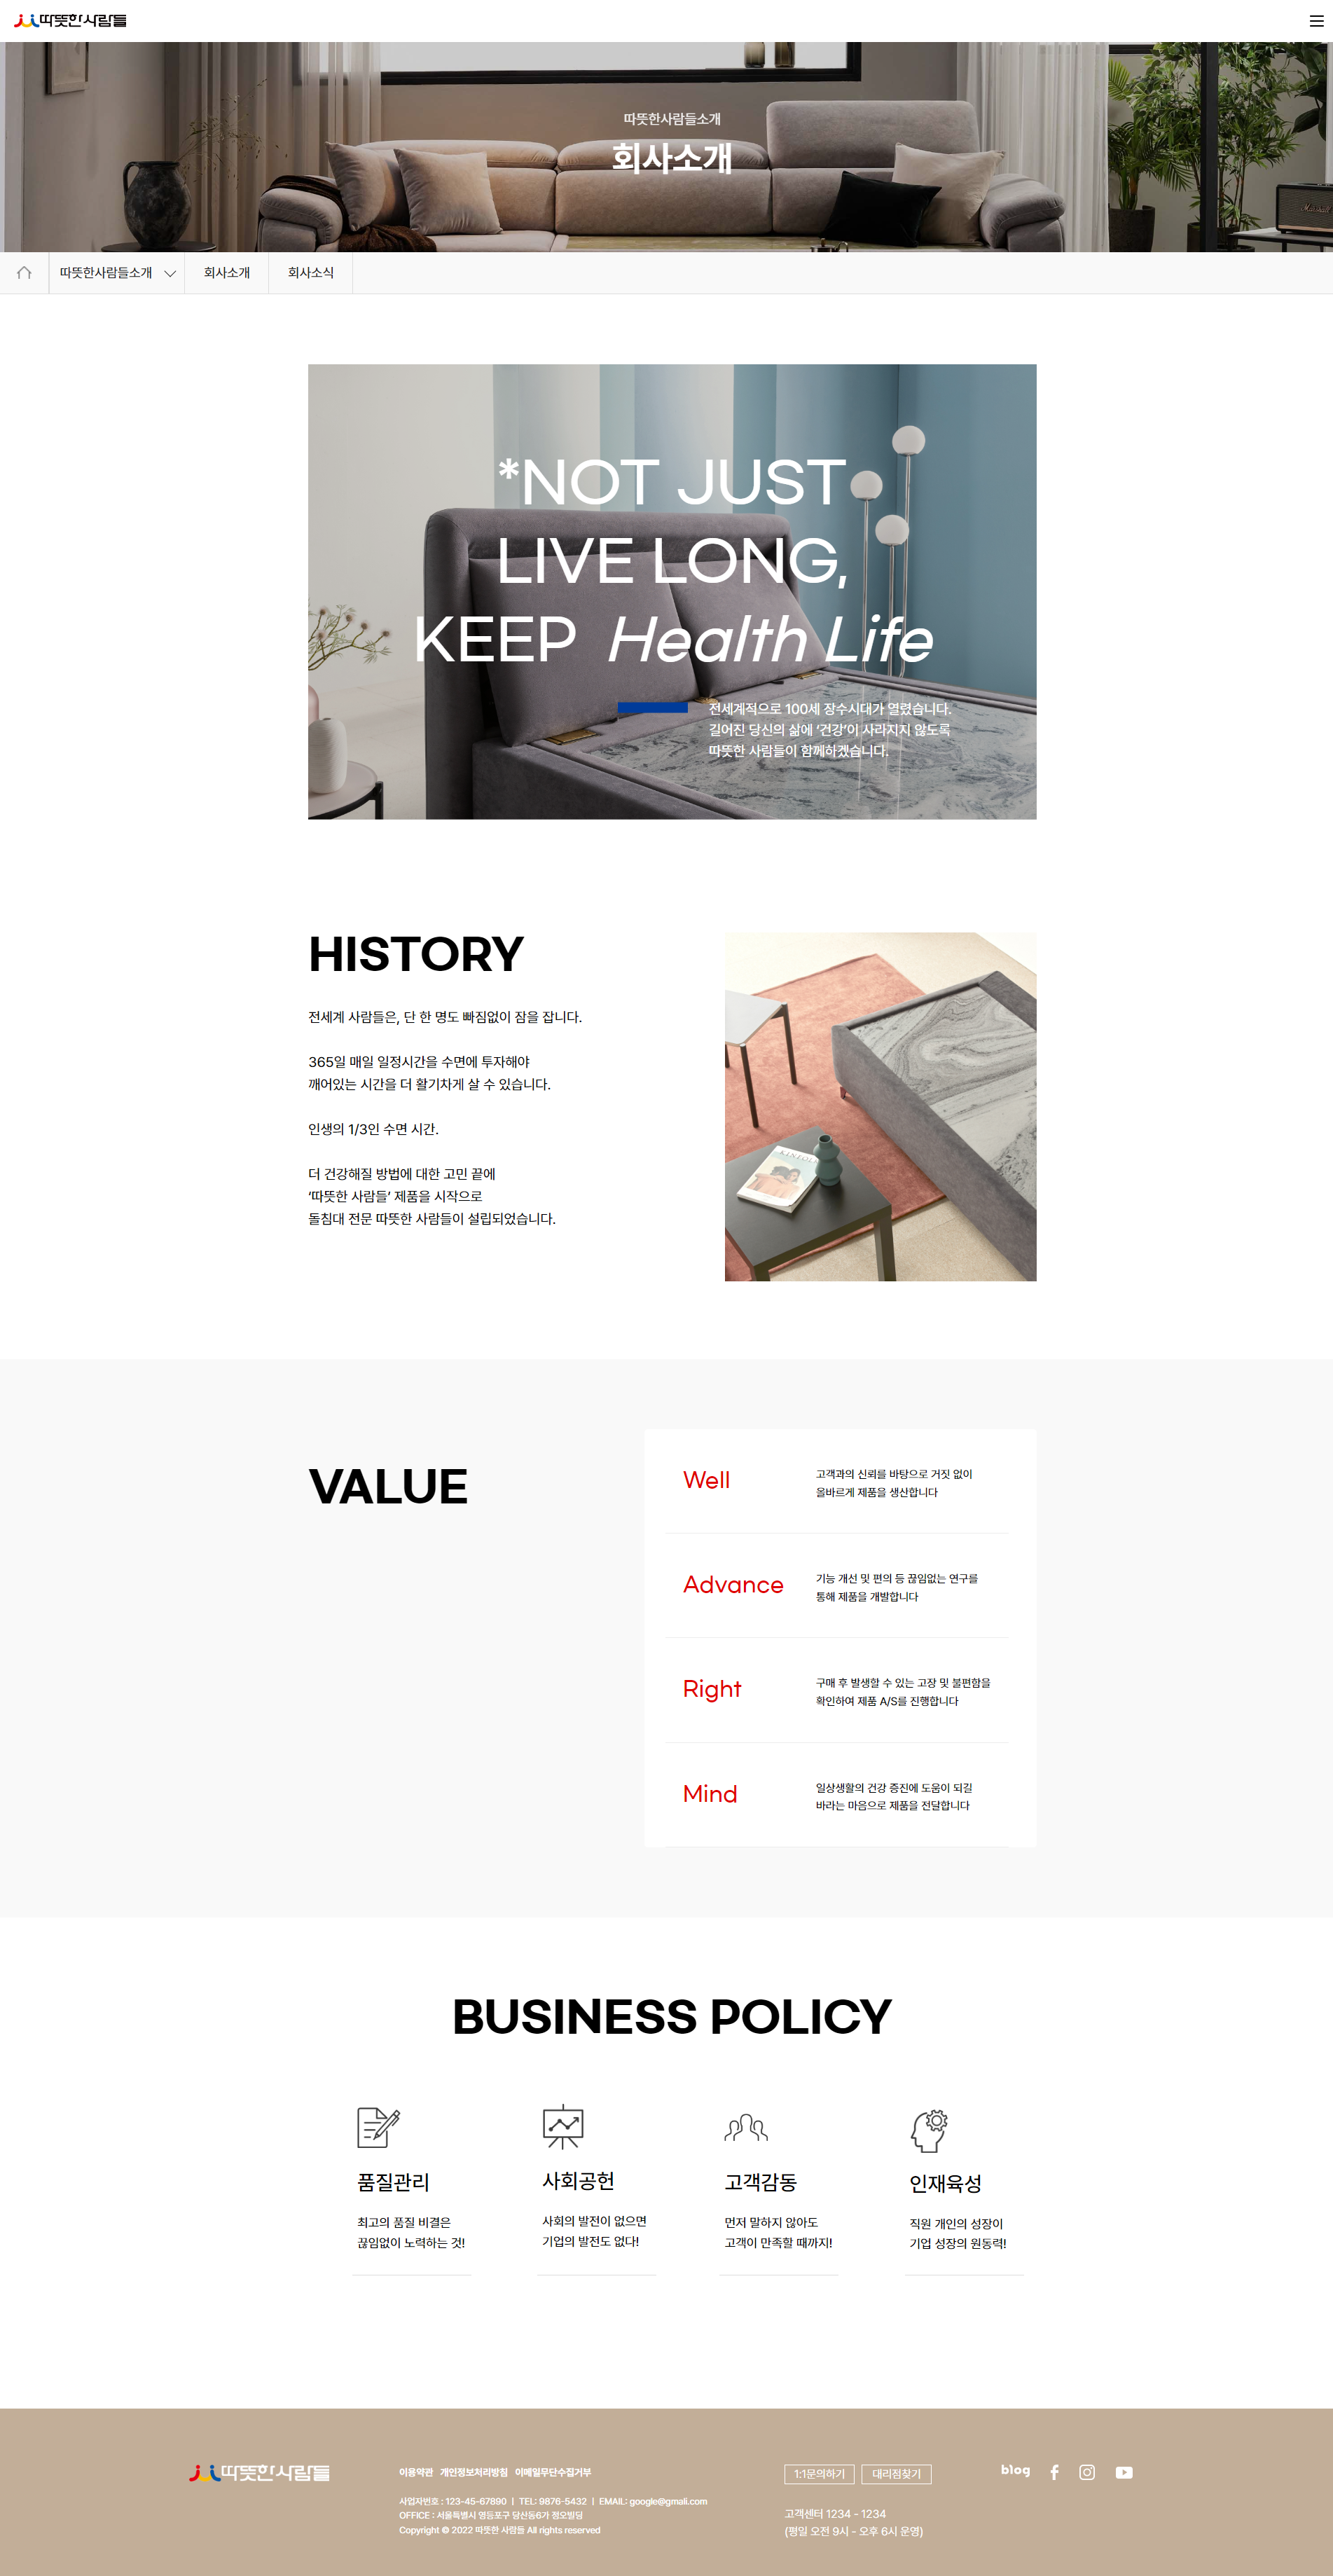 따뜻한사람들
따뜻한사람들소개
회사소개
Marshall
따뜻한사람들소개
회사소개
회사소식
*NOT JUST
LIVE LONG,
KEEP Health Life
전세계적으로 100세 장수시대가 열렸습니다.
길어진 당신의 삶에 ‘건강’이 사라지지 않도록
따뜻한 사람들이 함께하겠습니다.
HISTORY
전세계 사람들은, 단 한 명도 빠짐없이 잠을 잡니다.
365일 매일 일정시간을 수면에 투자해야
깨어있는 시간을 더 활기차게 살 수 있습니다.
인생의 1/3인 수면 시간.
더 건강해질 방법에 대한 고민 끝에
‘따뜻한 사람들’ 제품을 시작으로
돌침대 전문 따뜻한 사람들이 설립되었습니다.
VALUE
Well
고객과의 신뢰를 바탕으로 거짓 없이
올바르게 제품을 생산합니다
Advance
기능 개선 및 편의 등 끊임없는 연구를
통해 제품을 개발합니다
Right
구매 후 발생할 수 있는 고장 및 불편함을
확인하여 제품 A/S를 진행합니다
Mind
일상생활의 건강 증진에 도움이 되길
바라는 마음으로 제품을 전달합니다
BUSINESS POLICY
품질관리
최고의 품질 비결은
끊임없이 노력하는 것!
사회공헌
사회의 발전이 없으면
기업의 발전도 없다!
고객감동
먼저 말하지 않아도
고객이 만족할 때까지!
인재육성
직원 개인의 성장이
기업 성장의 원동력!
따뜻한사람들
이용약관 개인정보처리방침 이메일무단수집거부
사업자번호 : 123-45-67890 | TEL: 9876-5432 | EMAIL: google@gmali.com
OFFICE : 서울특별시 영등포구 당산동6가 정오빌딩
Copyright © 2022 따뜻한 사람들 All rights reserved
1:1문의하기
대리점찾기
고객센터 1234 - 1234
(평일 오전 9시 - 오후 6시 운영)
blog